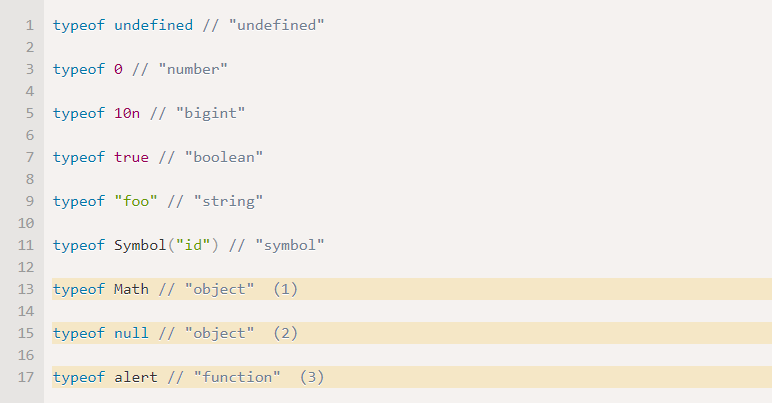 1 typeof undefined // "undefined"
2
3 typeof 0 // "number"
4
5 typeof 10n // "bigint"
6
7 typeof true // "boolean"
8
9 typeof "foo" // "string"
10
11 typeof Symbol("id") // "symbol"
12
13 typeof Math // "object"  (1)
14
15 typeof null // "object"  (2)
16
17 typeof alert // "function"  (3)